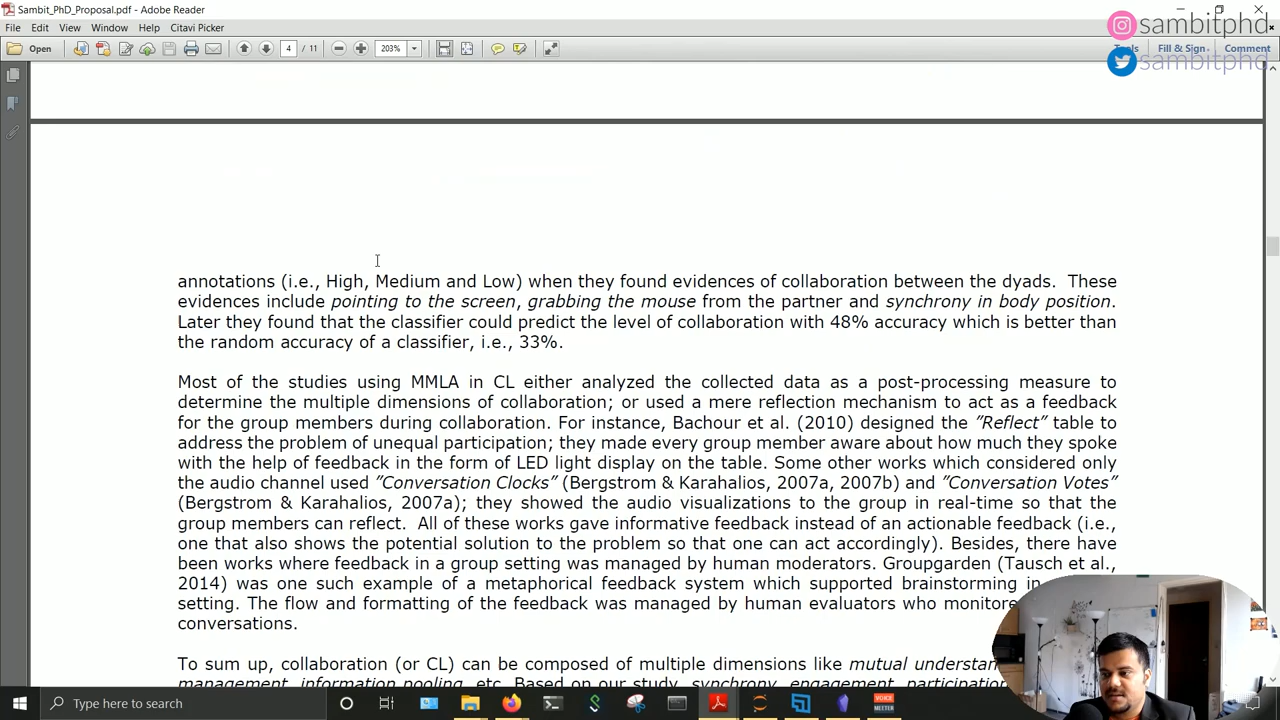 Sambit_PhD_Proposal.pdf - Adobe Reader
File Edit View Window Help Citavi Picker
sambitphd
Open 4 / 11 203% Tools Fill & Sign Comment
sambitphd
annotations (i.e., High, Medium and Low) when they found evidences of collaboration between the dyads. These
evidences include pointing to the screen, grabbing the mouse from the partner and synchrony in body position.
Later they found that the classifier could predict the level of collaboration with 48% accuracy which is better than
the random accuracy of a classifier, i.e., 33%.
Most of the studies using MMLA in CL either analyzed the collected data as a post-processing measure to
determine the multiple dimensions of collaboration; or used a mere reflection mechanism to act as a feedback
for the group members during collaboration. For instance, Bachour et al. (2010) designed the ”Reflect” table to
address the problem of unequal participation; they made every group member aware about how much they spoke
with the help of feedback in the form of LED light display on the table. Some other works which considered only
the audio channel used ”Conversation Clocks” (Bergstrom & Karahalios, 2007a, 2007b) and ”Conversation Votes”
(Bergstrom & Karahalios, 2007a); they showed the audio visualizations to the group in real-time so that the
group members can reflect. All of these works gave informative feedback instead of an actionable feedback (i.e.,
one that also shows the potential solution to the problem so that one can act accordingly). Besides, there have
been works where feedback in a group setting was managed by human moderators. Groupgarden (Tausch et al.,
2014) was one such example of a metaphorical feedback system which supported brainstorming in
setting. The flow and formatting of the feedback was managed by human evaluators who
conversations.
To sum up, collaboration (or CL) can be composed of multiple dimensions like mutual
management, information pooling, etc. Based on our study, synchrony, engagement,
Type here to search VOICE
MEETER